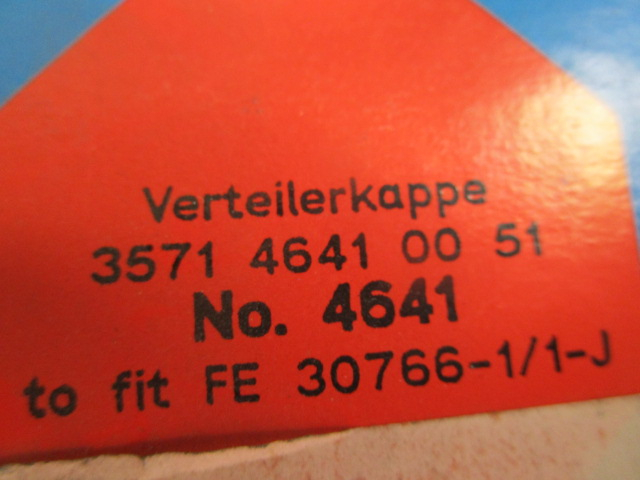 Verteilerkappe
3571 4641 00 51
No. 4641
to fit FE 30766-1/1-J